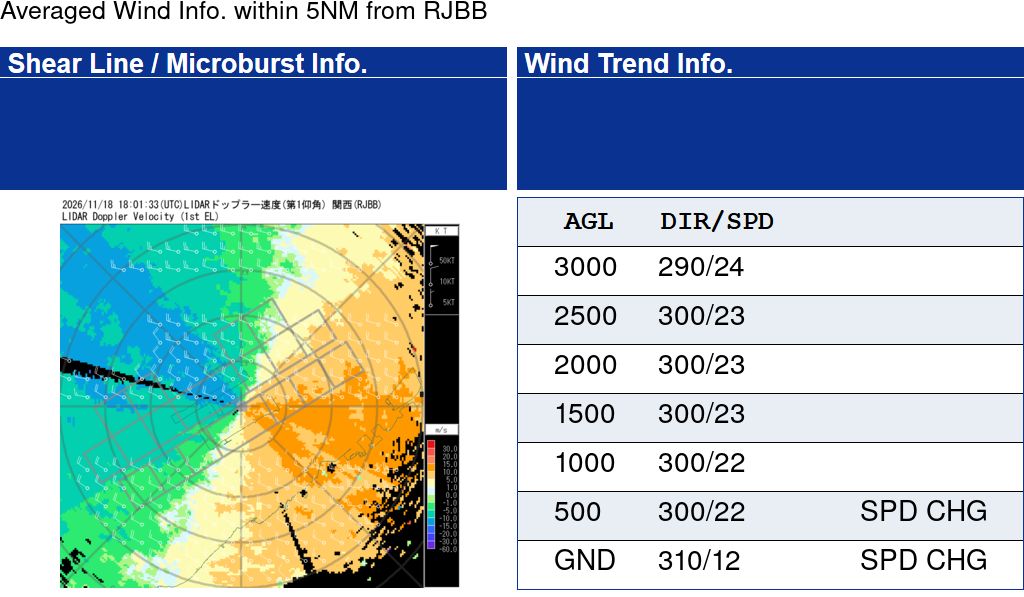 Averaged Wind Info. within 5NM from RJBB
Shear Line / Microburst Info.
Wind Trend Info.
2026/11/18 18:01:33(UTC)LIDARドップラー速度(第1仰角) 関西(RJBB)
LIDAR Doppler Velocity (1st EL)
K T
50KT
10KT
5KT
m/s
30.0
20.0
15.0
10.0
5.0
1.0
0.0
-1.0
-5.0
-10.0
-15.0
-20.0
-30.0
-60.0
AGL DIR/SPD
3000 290/24
2500 300/23
2000 300/23
1500 300/23
1000 300/22
500 300/22 SPD CHG
GND 310/12 SPD CHG